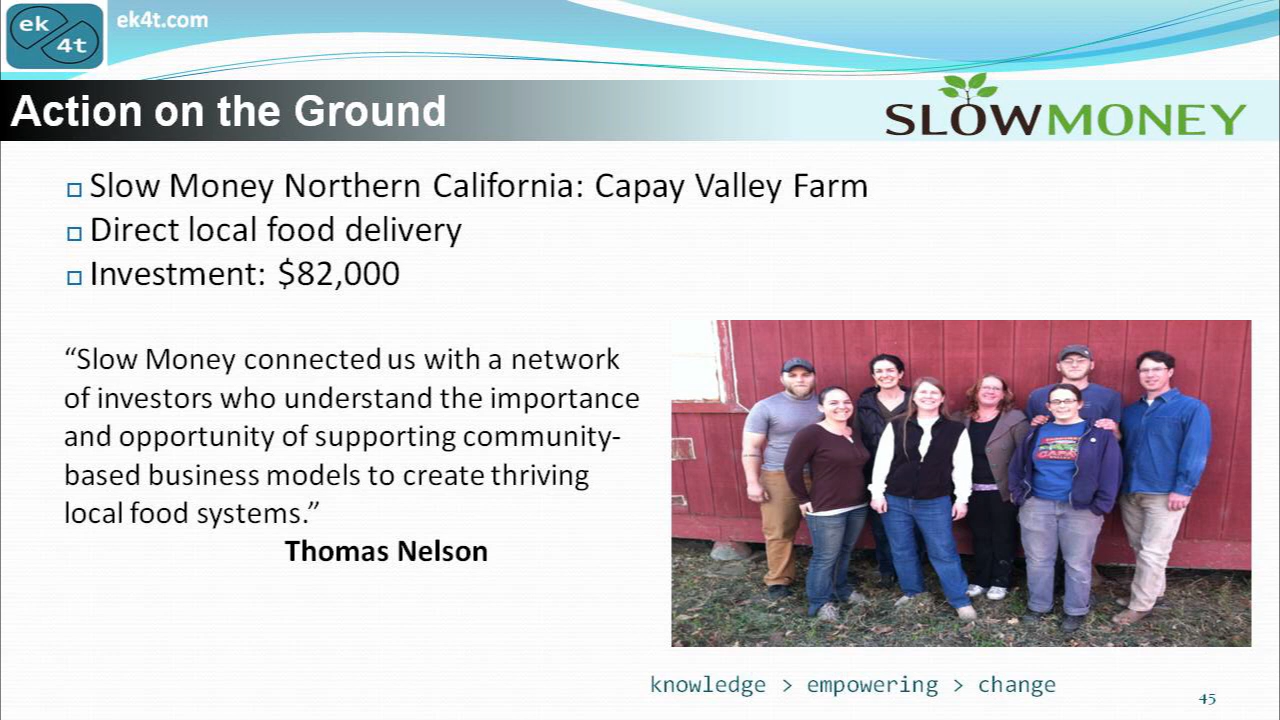 ek
4t
ek4t.com
Action on the Ground
SLOWMONEY
Slow Money Northern California: Capay Valley Farm
Direct local food delivery
Investment: $82,000
“Slow Money connected us with a network
of investors who understand the importance
and opportunity of supporting community-
based business models to create thriving
local food systems.”
Thomas Nelson
knowledge > empowering > change
45